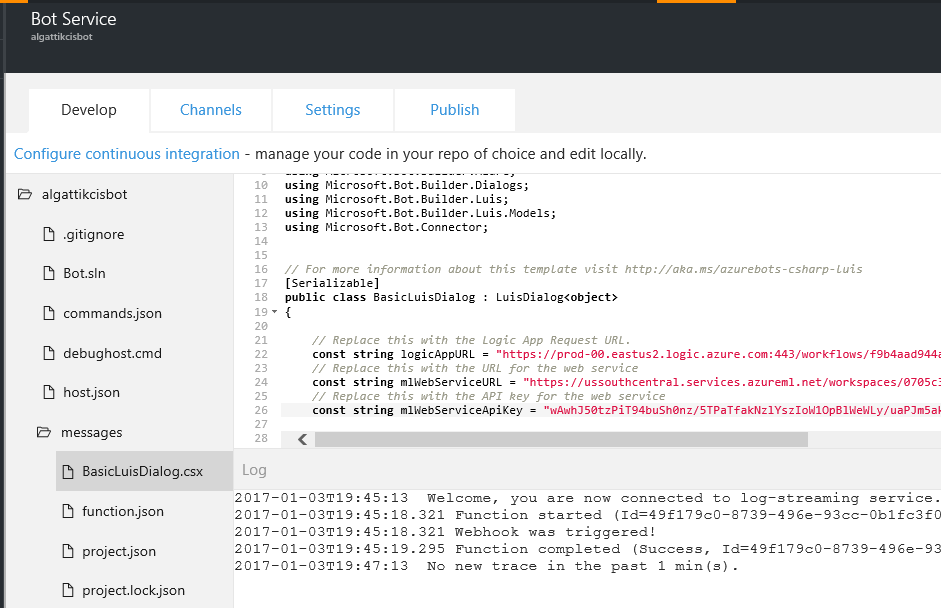 Bot Service
algattikcisbot
Develop
Channels
Settings
Publish
Configure continuous integration - manage your code in your repo of choice and edit locally.
algattikcisbot
.gitignore
Bot.sln
commands.json
debughost.cmd
host.json
messages
BasicLuisDialog.csx
function.json
project.json
project.lock.json
10 using Microsoft.Bot.Builder.Dialogs;
11 using Microsoft.Bot.Builder.Luis;
12 using Microsoft.Bot.Builder.Luis.Models;
13 using Microsoft.Bot.Connector;
14
15
16 // For more information about this template visit http://aka.ms/azurebots-csharp-luis
17 [Serializable]
18 public class BasicLuisDialog : LuisDialog<object>
19 {
20
21 // Replace this with the Logic App Request URL.
22 const string logicAppURL = "https://prod-00.eastus2.logic.azure.com:443/workflows/f9b4aad944a
23 // Replace this with the URL for the web service
24 const string mlWebServiceURL = "https://ussouthcentral.services.azureml.net/workspaces/0705c3
25 // Replace this with the API key for the web service
26 const string mlWebServiceApiKey = "wAwhJ50tzPiT94buSh0nz/5TPaTfakNzlYszIoW1OpBlWeWLy/uaPJm5ak
27
28
Log
2017-01-03T19:45:13 Welcome, you are now connected to log-streaming service.
2017-01-03T19:45:18.321 Function started (Id=49f179c0-8739-496e-93cc-0b1fc3f0
2017-01-03T19:45:18.321 Webhook was triggered!
2017-01-03T19:45:19.295 Function completed (Success, Id=49f179c0-8739-496e-93
2017-01-03T19:47:13 No new trace in the past 1 min(s).